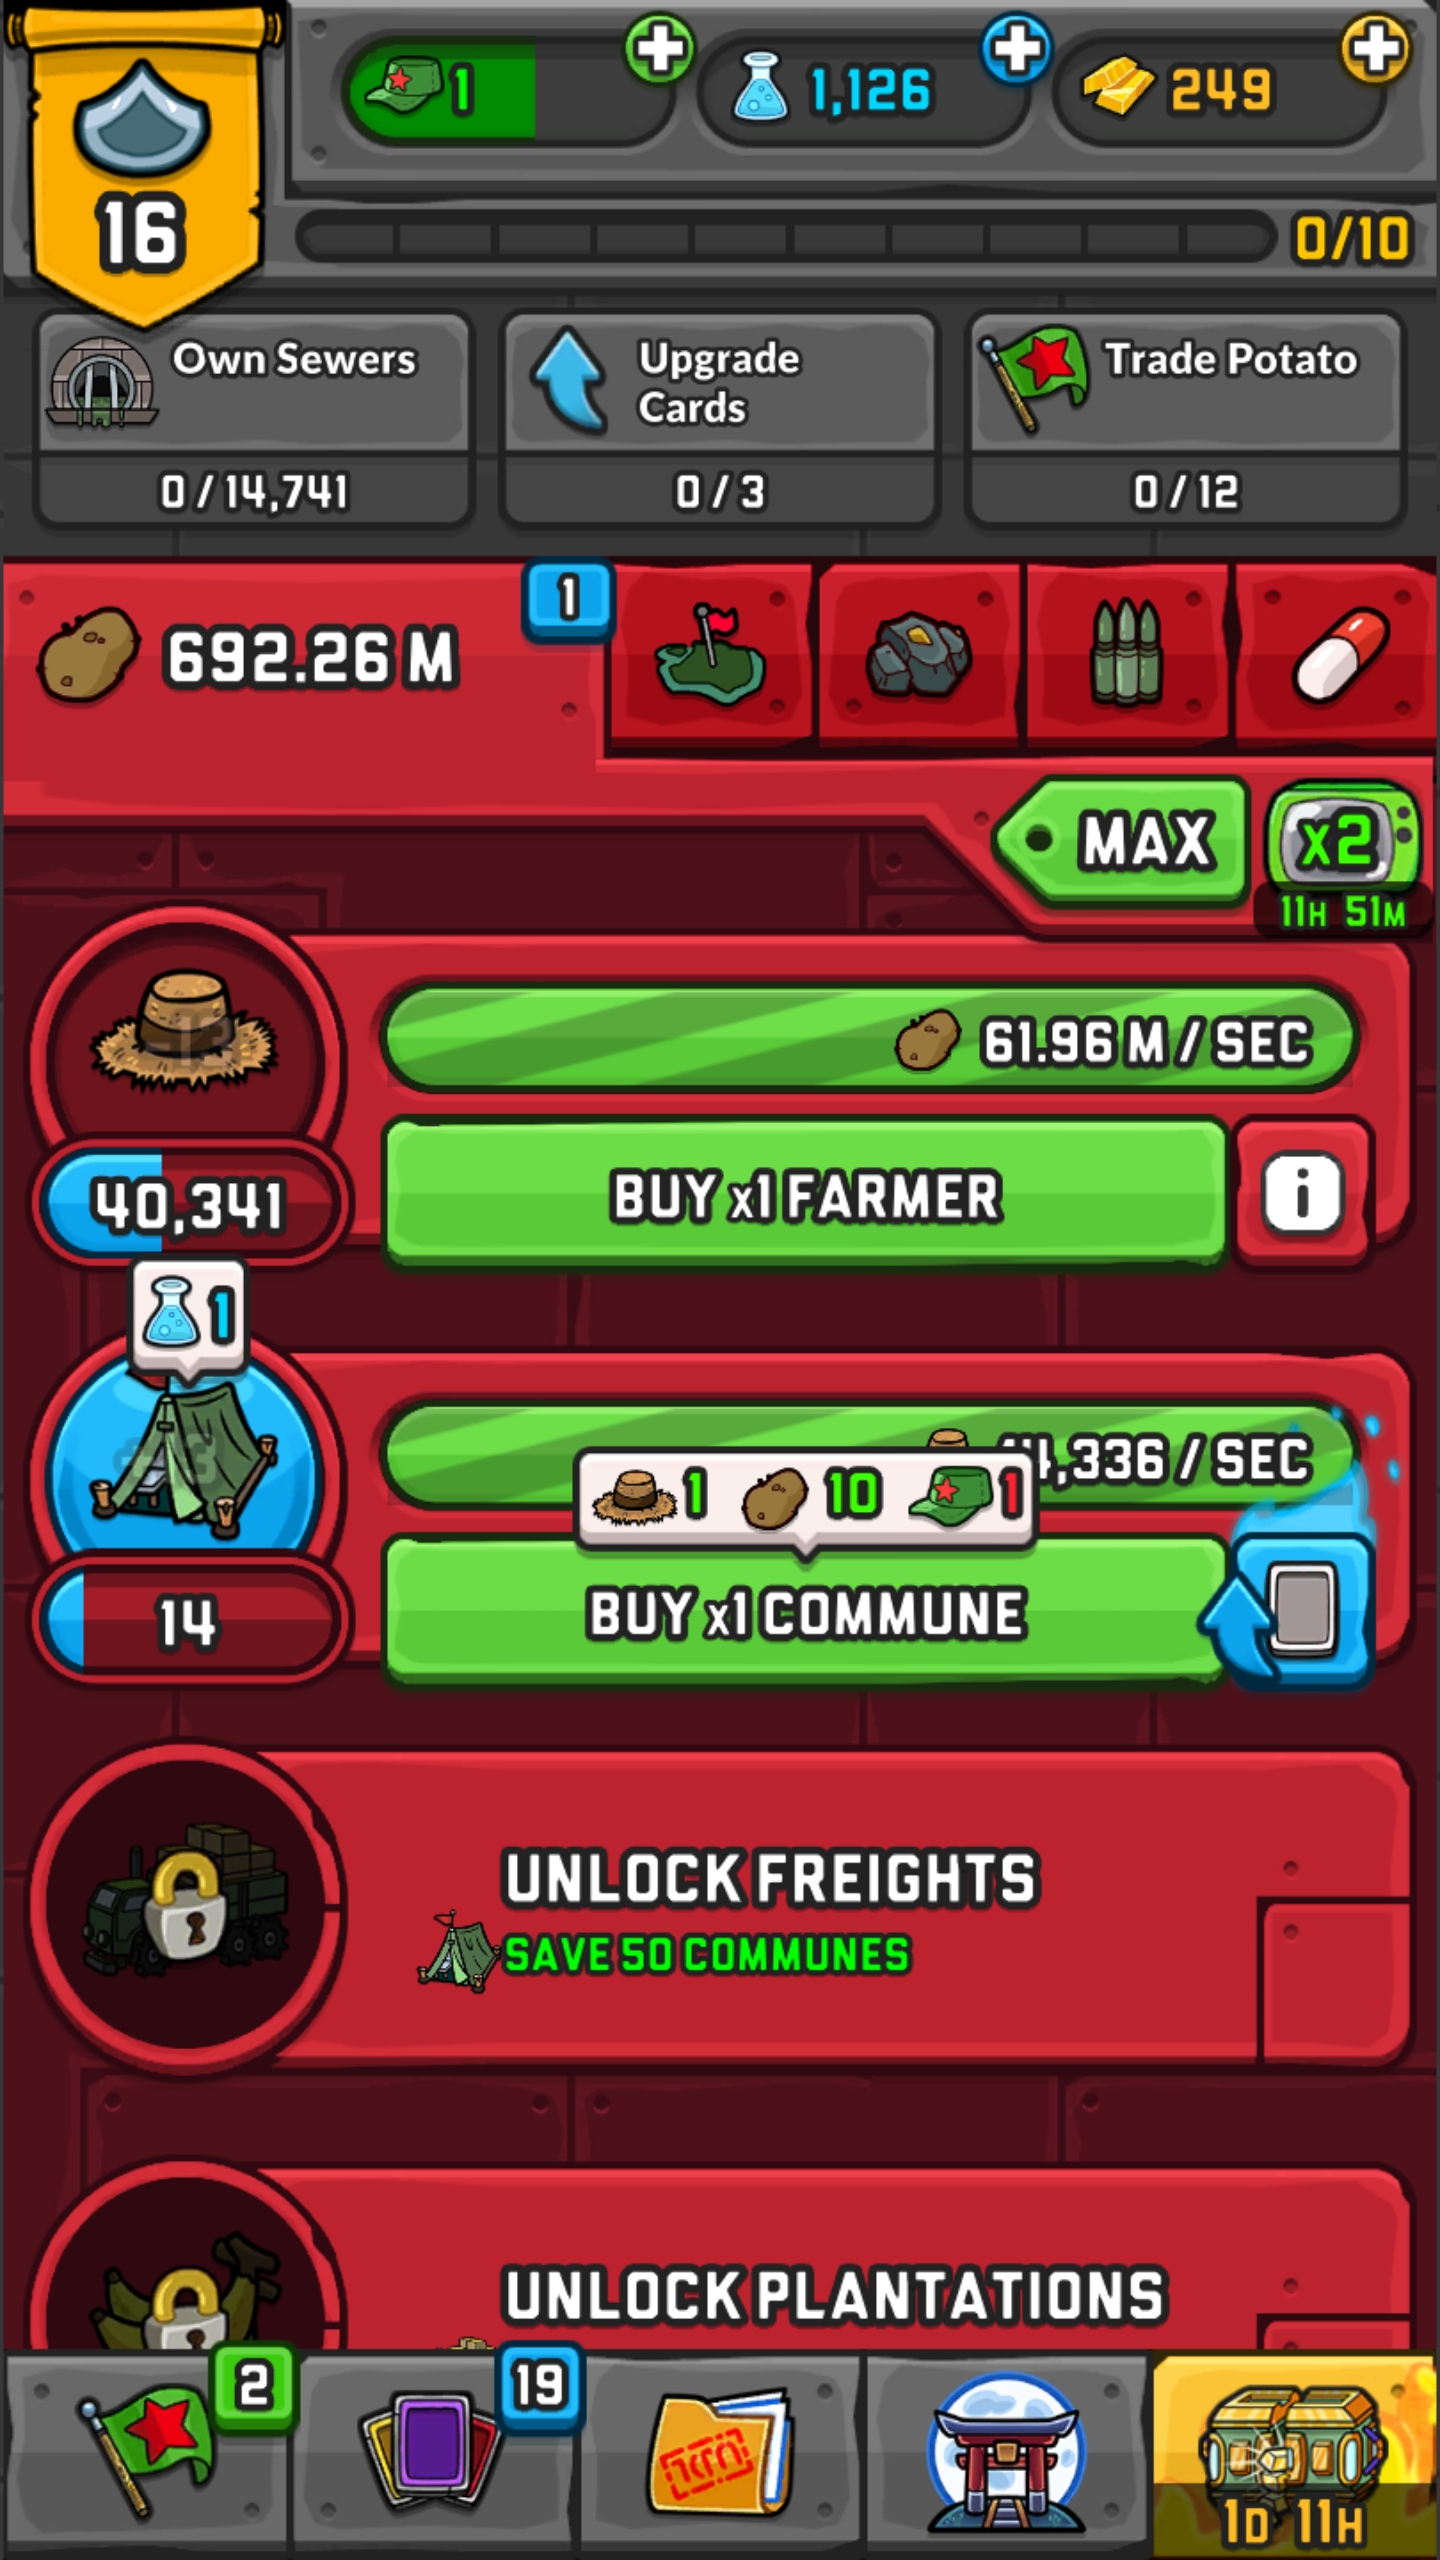 1
1,126
249
16
0/10
Own Sewers
0 / 14,741
Upgrade
Cards
0 / 3
Trade Potato
0 / 12
692.26 M
1
MAX
x2
11H 51M
61.96 M / SEC
BUY x1 FARMER
i
40,341
1
,336 / SEC
1 10 1
BUY x1 COMMUNE
14
UNLOCK FREIGHTS
SAVE 50 COMMUNES
UNLOCK PLANTATIONS
2
19
1D 11H